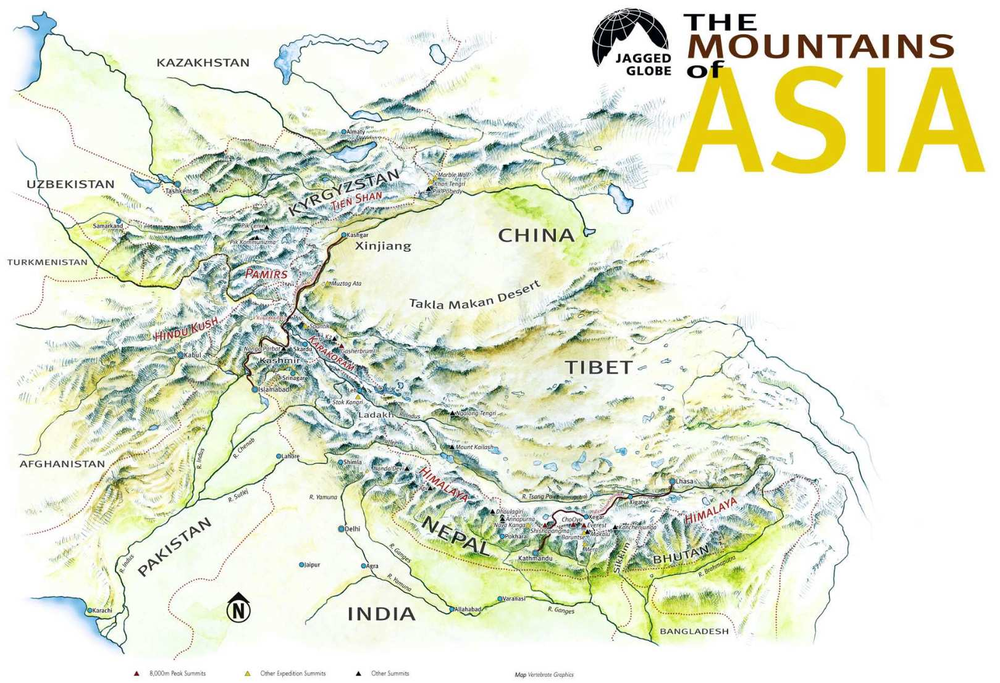 THE
MOUNTAINS
of
ASIA
JAGGED
GLOBE
KAZAKHSTAN
Almaty
UZBEKISTAN
Tashkent
KYRGYZSTAN
TIEN SHAN
Marble Wall
Khan Tengri
Pik Pobedy
Samarkand
Pik Lenin
Pik Kommunizma
Kashgar
Xinjiang
CHINA
TURKMENISTAN
PAMIRS
Muztag Ata
Takla Makan Desert
HINDU KUSH
Spantik
K2
Gasherbrum II
KARAKORAM
Nanga Parbat
Skardu
Kabul
Kashmir
Srinagar
Islamabad
TIBET
Leh
Stok Kangri
Ladakh
R. Indus
Ngalong Tengri
Mount Kailash
R. Sutlej
AFGHANISTAN
R. Indus
R. Chenab
Lahore
Shimla
Nanda Devi
HIMALAYA
Api
R. Sutlej
R. Yamuna
R. Tsang Po (Brahmaputra)
Lhasa
Xigatse
HIMALAYA
Xegar
Dhaulagiri
Annapurna
Naya Kanga
Shishapangma
ChoOyu
Everest
Makalu
Baruntse
Kanchenjunga
Mera
NEPAL
Pokhara
Kathmandu
Sikkim
BHUTAN
R. Brahmaputra
PAKISTAN
R. Indus
Delhi
Jaipur
Agra
R. Ganges
R. Yamuna
Karachi
N
INDIA
Allahabad
Varanasi
R. Ganges
BANGLADESH
8,000m Peak Summits
Other Expedition Summits
Other Summits
Map Vertebrate Graphics